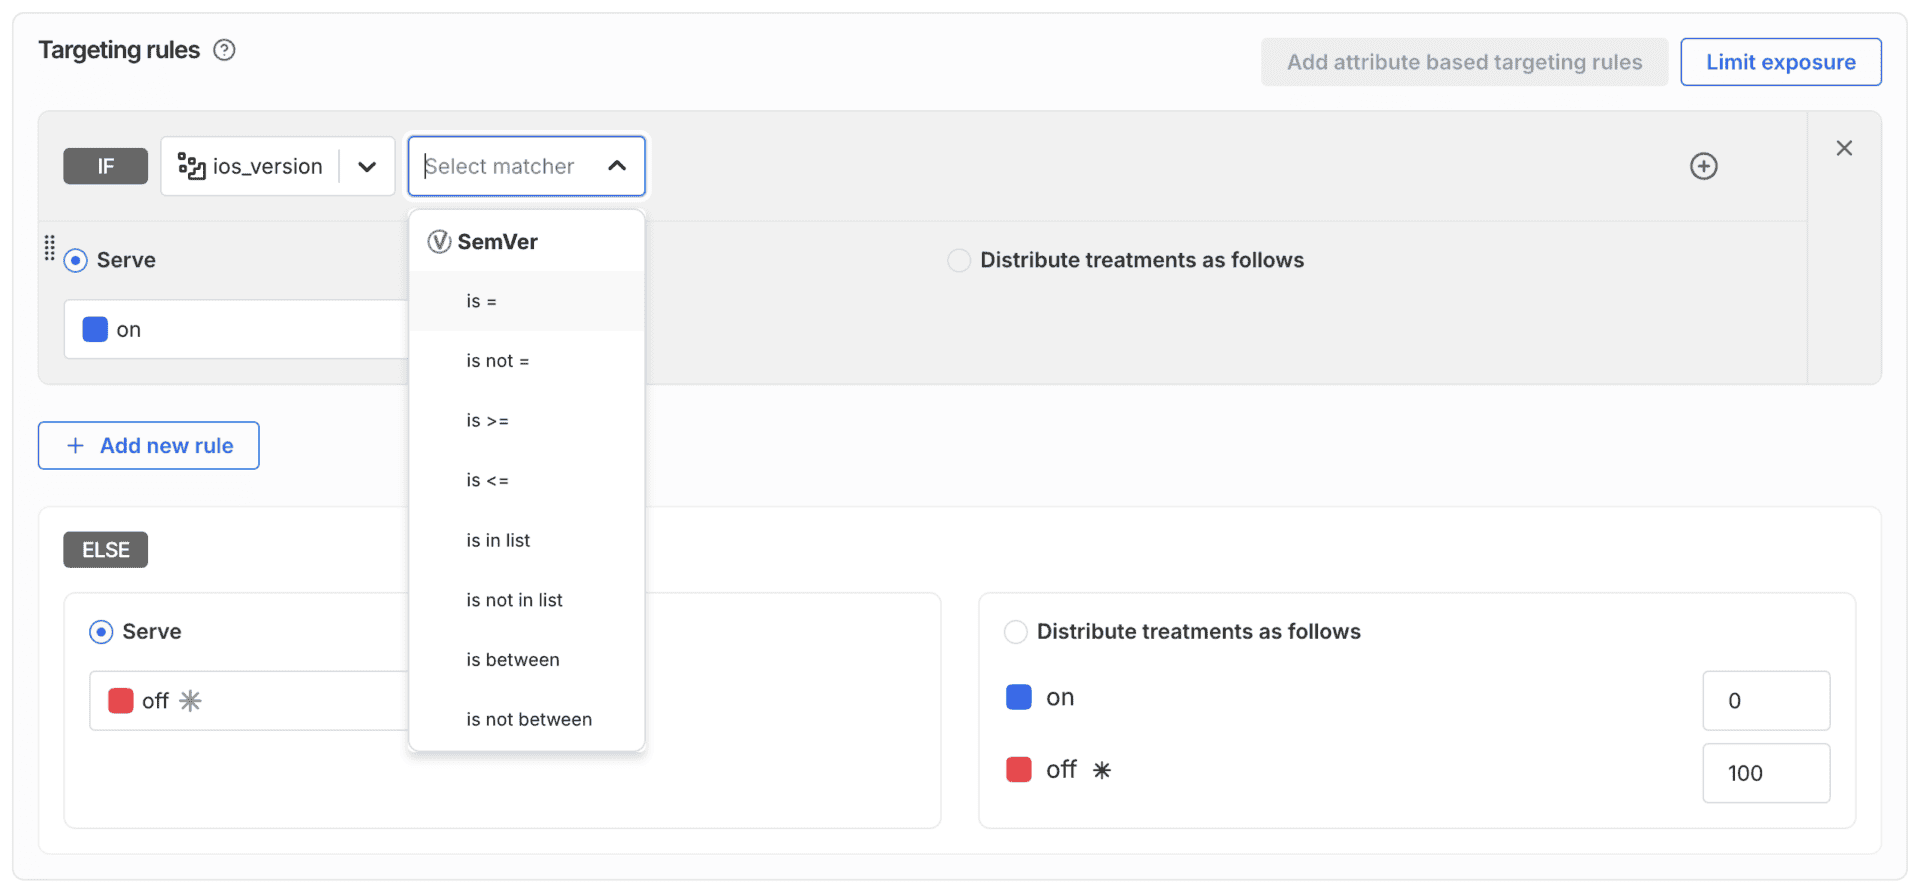 Targeting rules ?
Add attribute based targeting rules
Limit exposure
IF
ios_version
Select matcher
SemVer
is =
is not =
is >=
is <=
is in list
is not in list
is between
is not between
Serve
on
Distribute treatments as follows
+ Add new rule
ELSE
Serve
off
Distribute treatments as follows
on
0
off
100